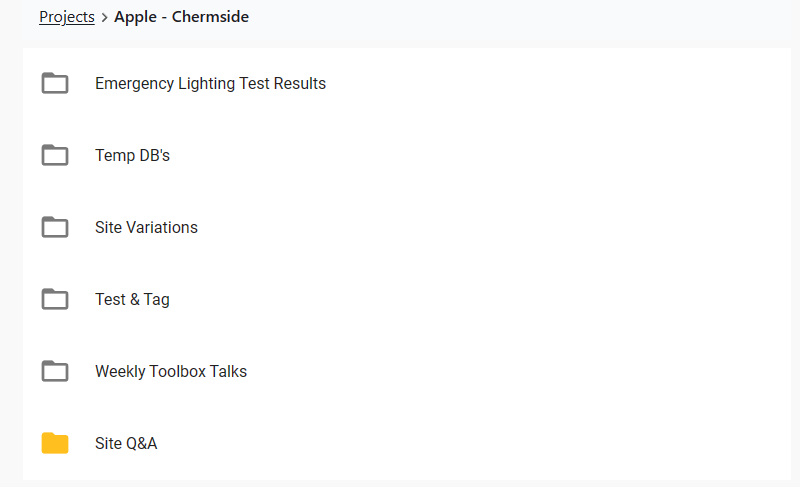 Projects > Apple - Chermside
Emergency Lighting Test Results
Temp DB's
Site Variations
Test & Tag
Weekly Toolbox Talks
Site Q&A